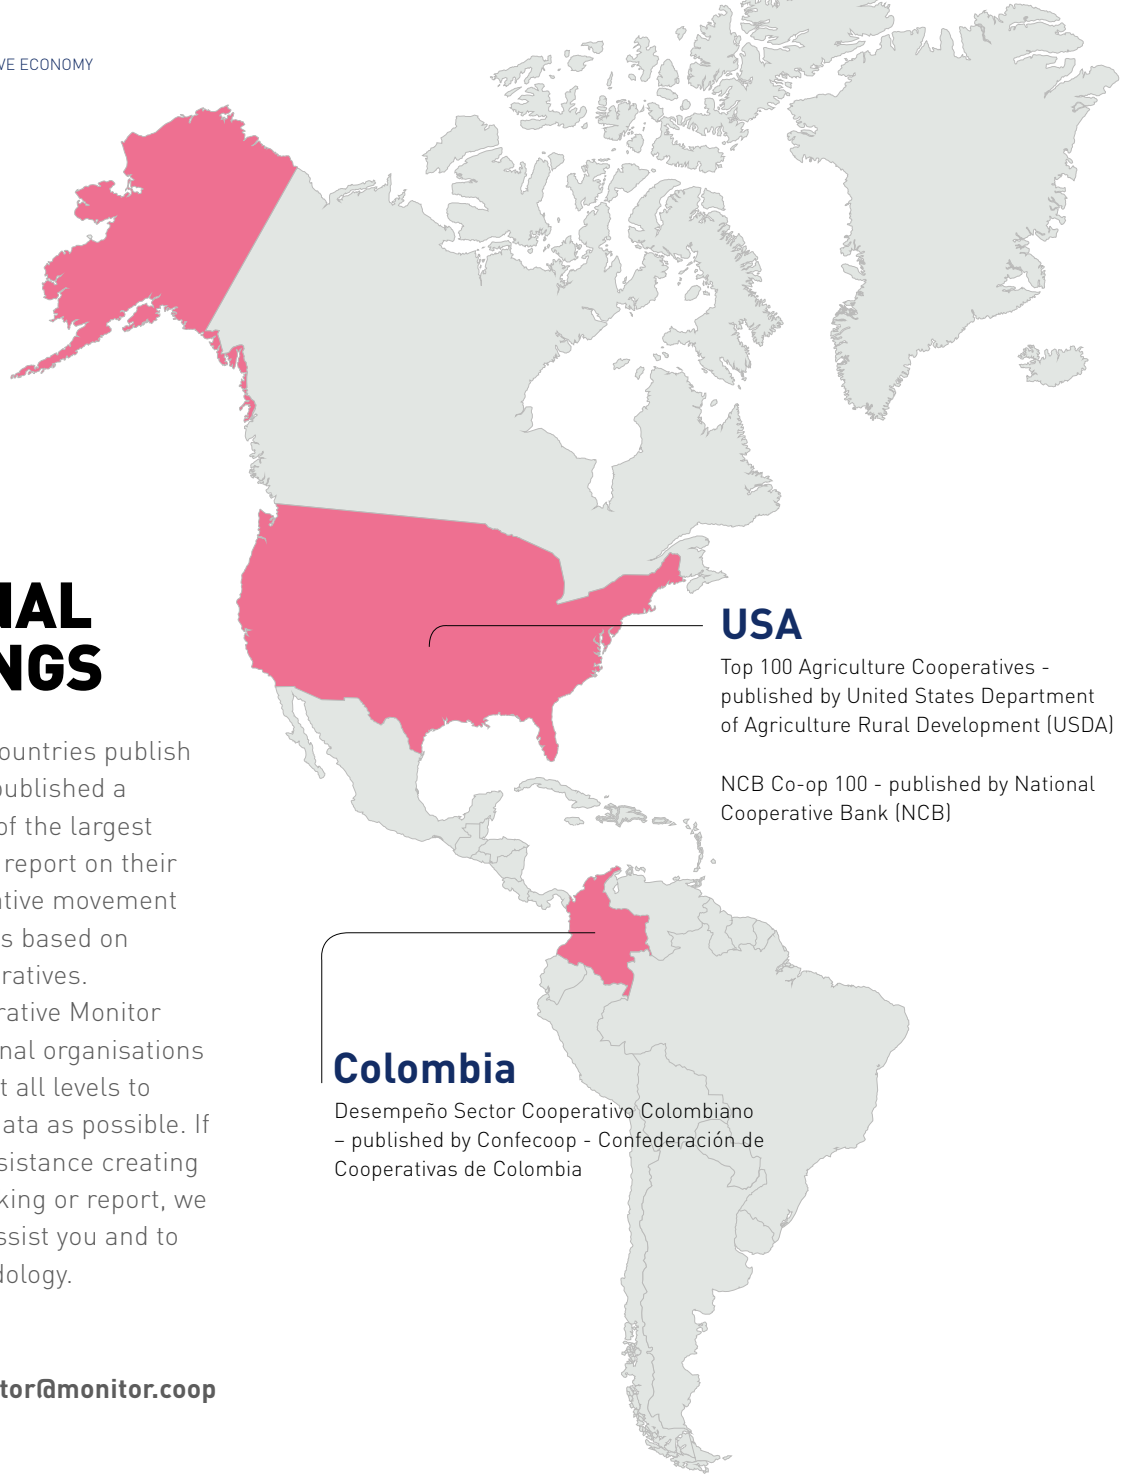 VE ECONOMY
NAL
NGS
ountries publish
published a
of the largest
report on their
ative movement
s based on
ratives.
rative Monitor
nal organisations
t all levels to
ata as possible. If
sistance creating
king or report, we
ssist you and to
dology.
tor@monitor.coop
USA
Top 100 Agriculture Cooperatives -
published by United States Department
of Agriculture Rural Development (USDA)
NCB Co-op 100 - published by National
Cooperative Bank (NCB)
Colombia
Desempeño Sector Cooperativo Colombiano
– published by Confecoop - Confederación de
Cooperativas de Colombia